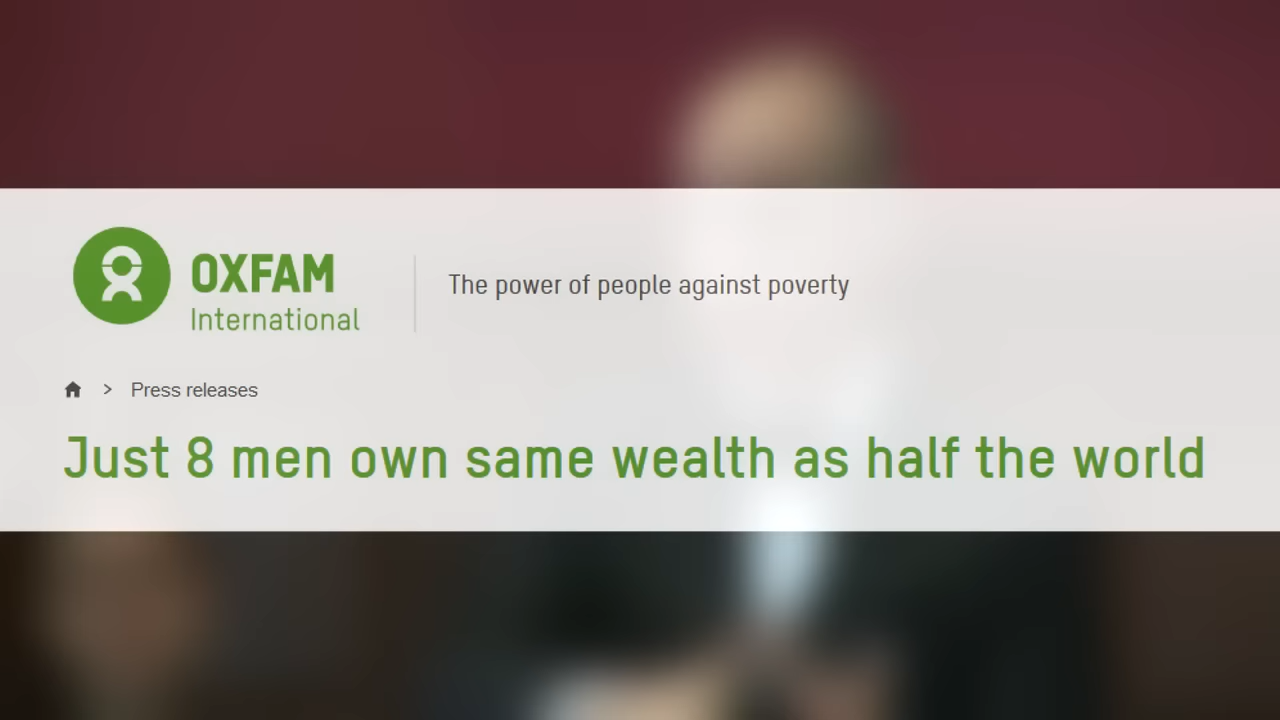 OXFAM
International
The power of people against poverty
> Press releases
Just 8 men own same wealth as half the world